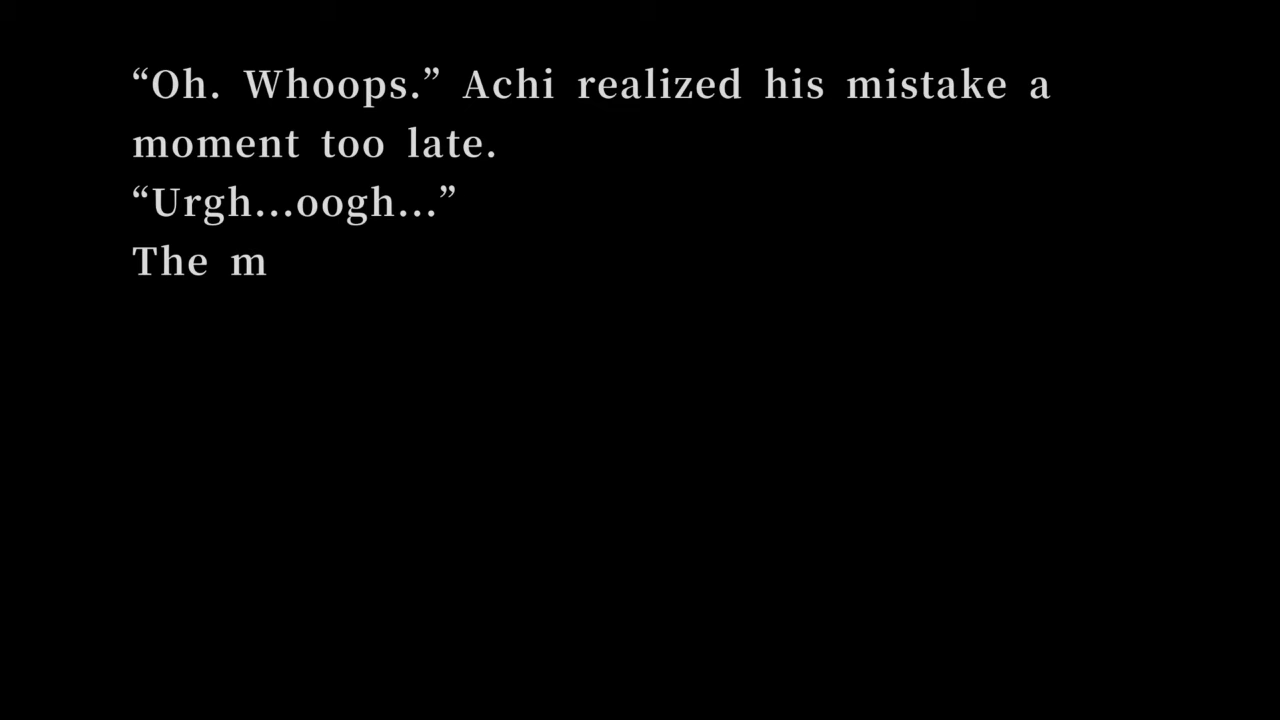 “Oh. Whoops.” Achi realized his mistake a
moment too late.
“Urgh...oogh...”
The m